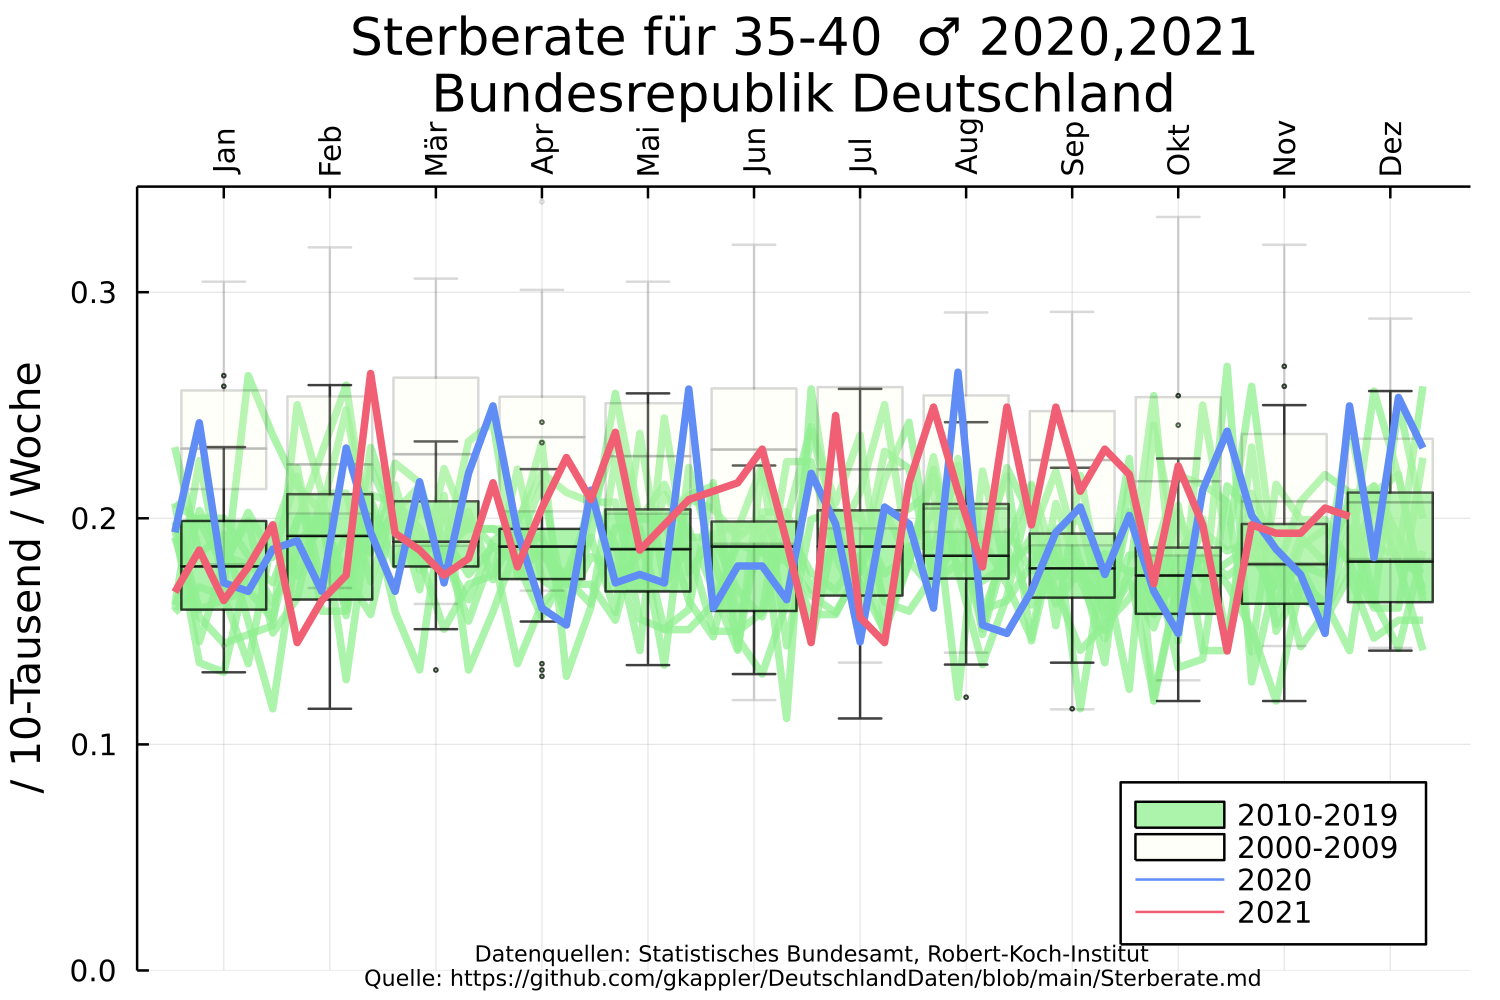 Sterberate für 35-40 ♂ 2020,2021
Bundesrepublik Deutschland
Jan
Feb
Mär
Apr
Mai
Jun
Jul
Aug
Sep
Okt
Nov
Dez
/ 10-Tausend / Woche
0.3
0.2
0.1
0.0
2010-2019
2000-2009
2020
2021
Datenquellen: Statistisches Bundesamt, Robert-Koch-Institut
Quelle: https://github.com/gkappler/DeutschlandDaten/blob/main/Sterberate.md